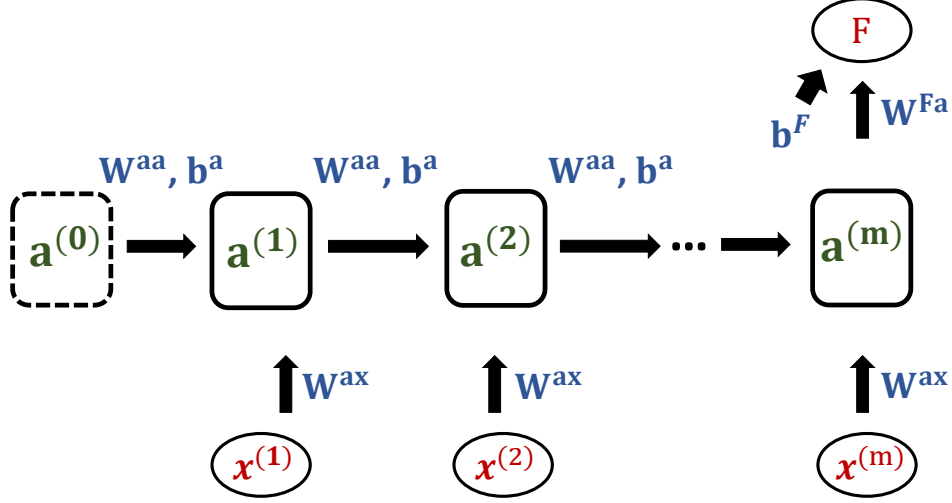 F
b^F W^Fa
W^aa, b^a W^aa, b^a W^aa, b^a
a^(0) a^(1) a^(2) ... a^(m)
W^ax W^ax W^ax
x^(1) x^(2) x^(m)